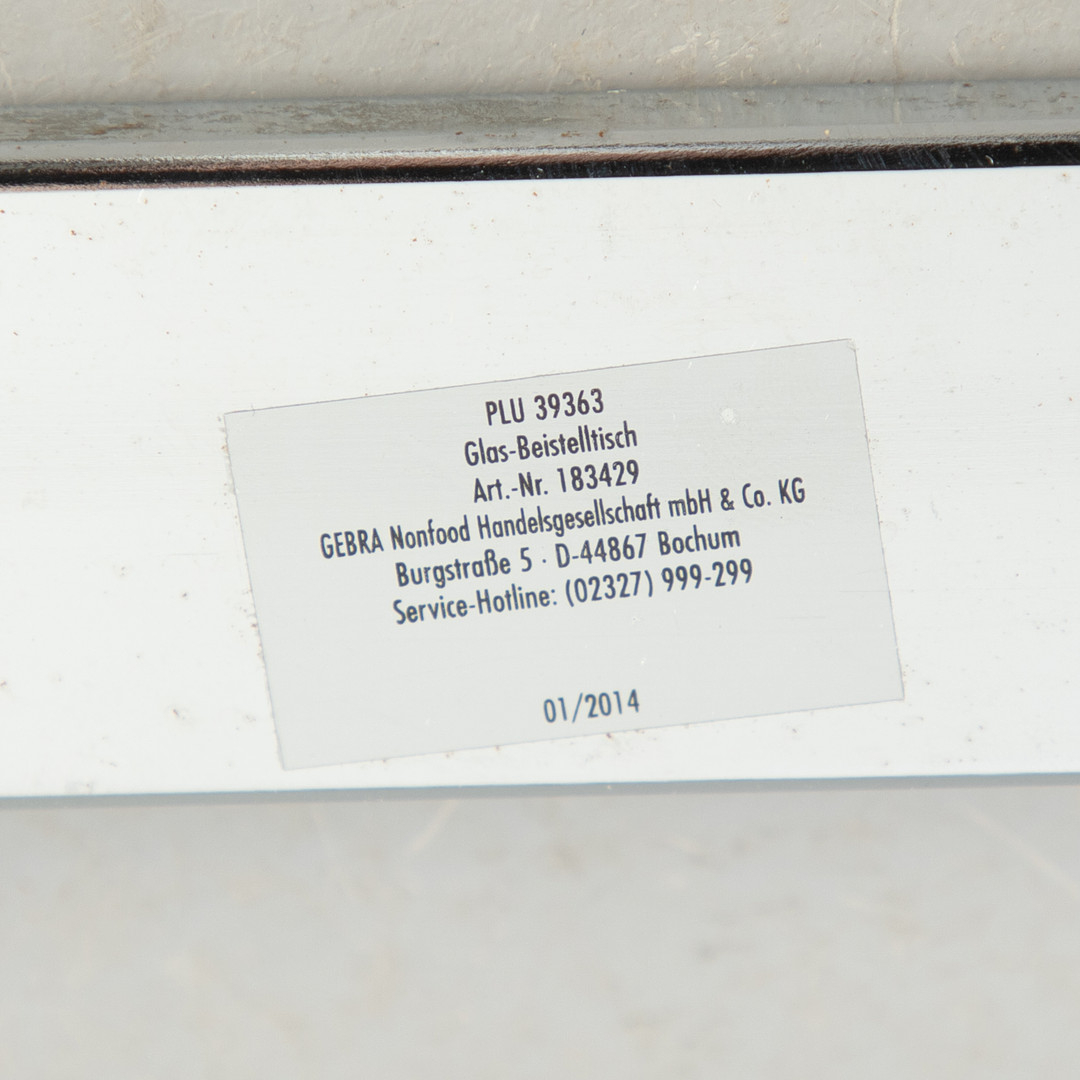 PLU 39363
Glas-Beistelltisch
Art.-Nr. 183429
GEBRA Nonfood Handelsgesellschaft mbH & Co. KG
Burgstraße 5 · D-44867 Bochum
Service-Hotline: (02327) 999-299
01/2014